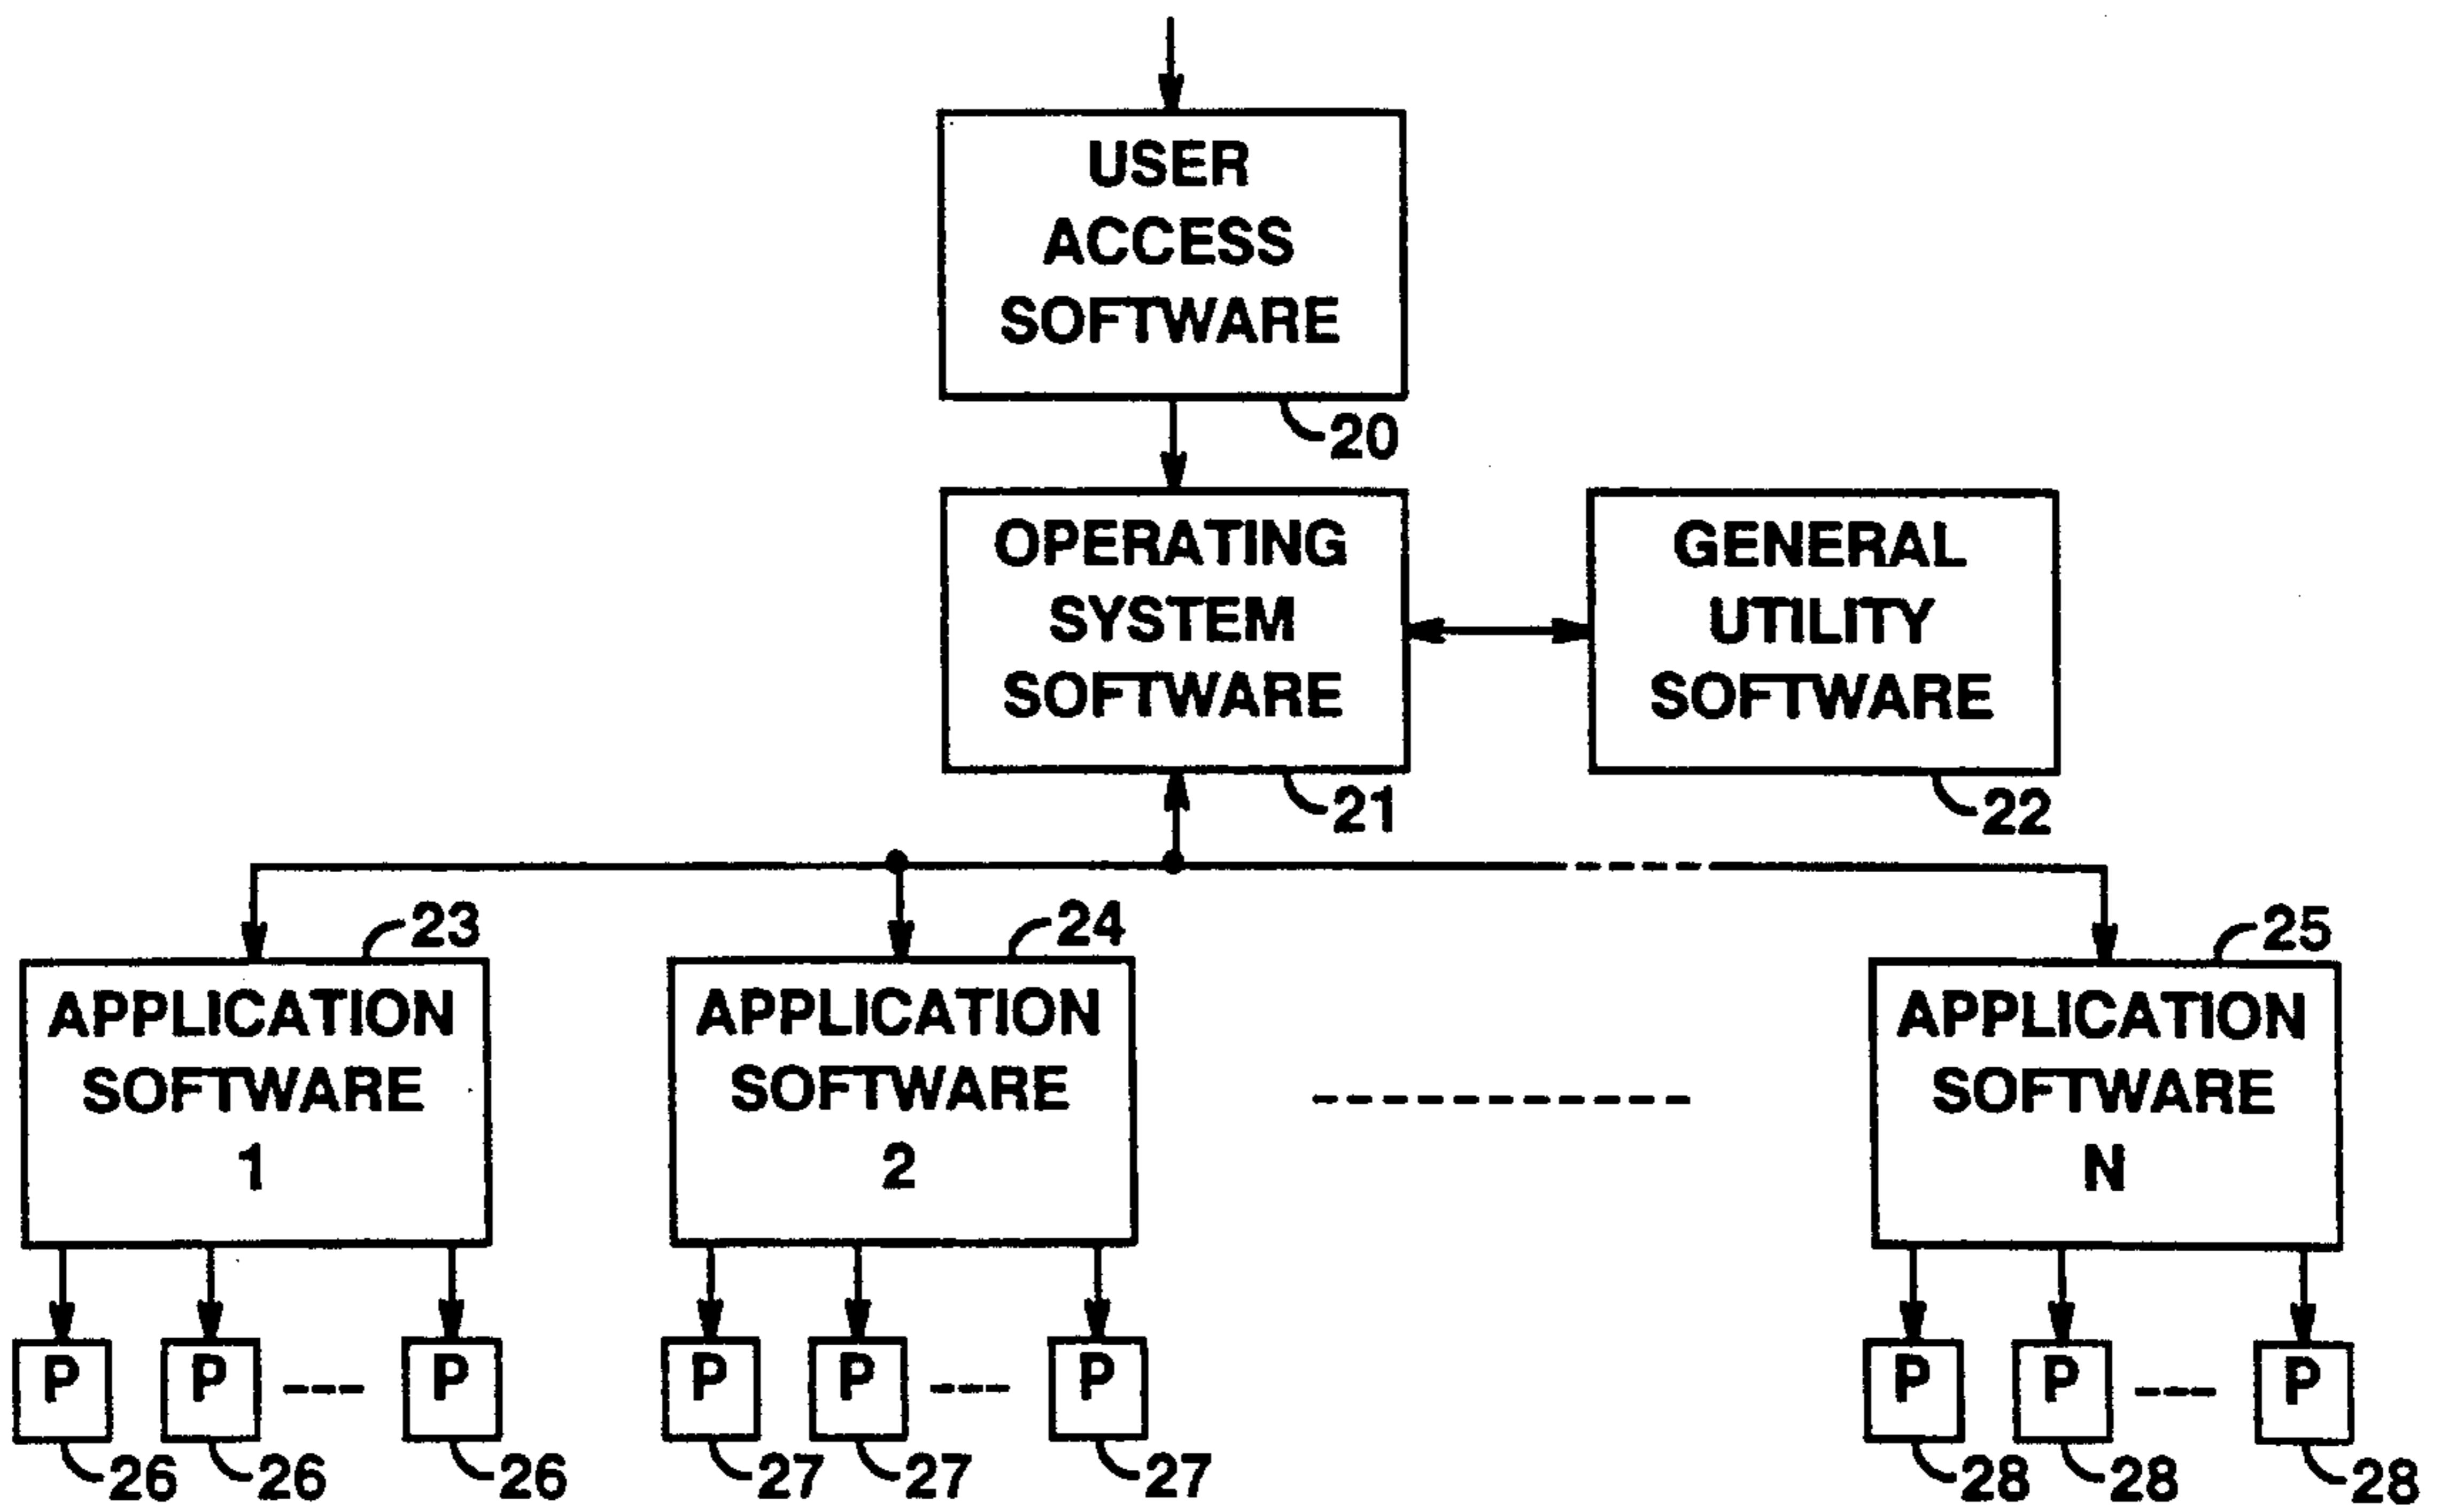 USER
ACCESS
SOFTWARE
20
OPERATING
SYSTEM
SOFTWARE
21
GENERAL
UTILITY
SOFTWARE
22
23
APPLICATION
SOFTWARE
1
24
APPLICATION
SOFTWARE
2
25
APPLICATION
SOFTWARE
N
P P P
26 26 26
P P P
27 27 27
P P P
28 28 28